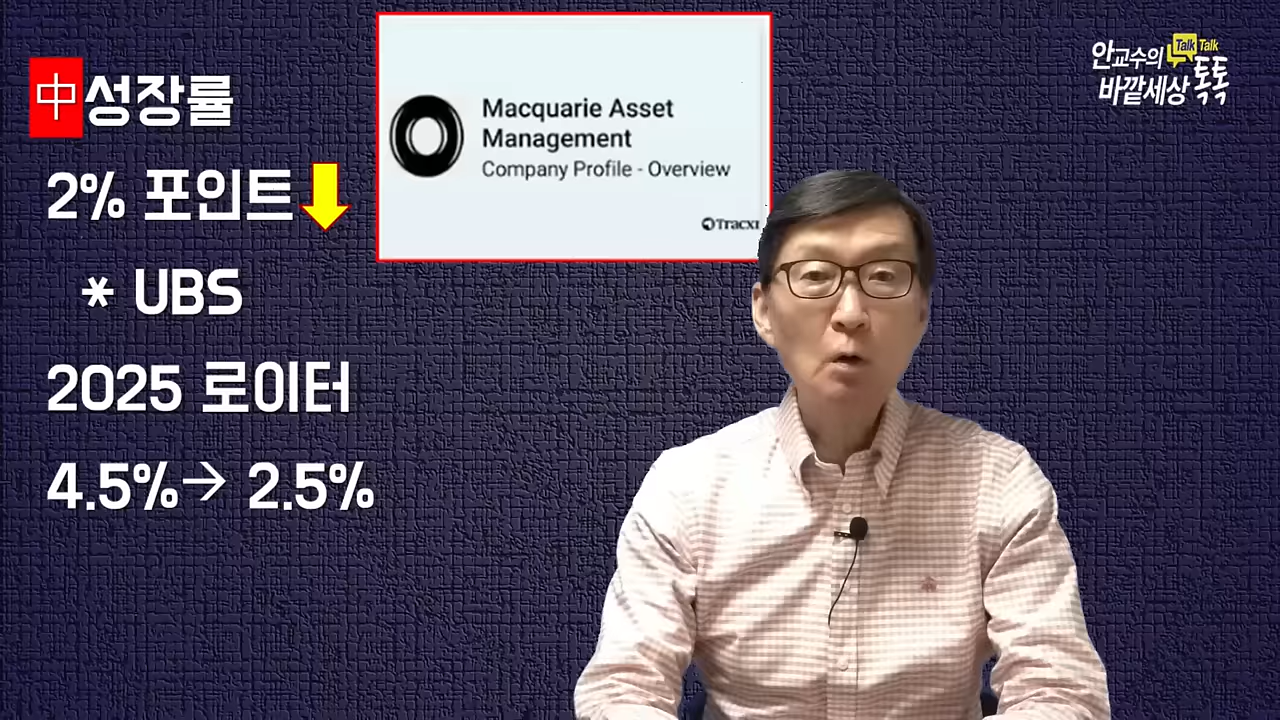 中성장률
2% 포인트
* UBS
2025 로이터
4.5%→ 2.5%
Macquarie Asset
Management
Company Profile - Overview
Tracxn
안교수의 Talk Talk
바깥세상 톡톡